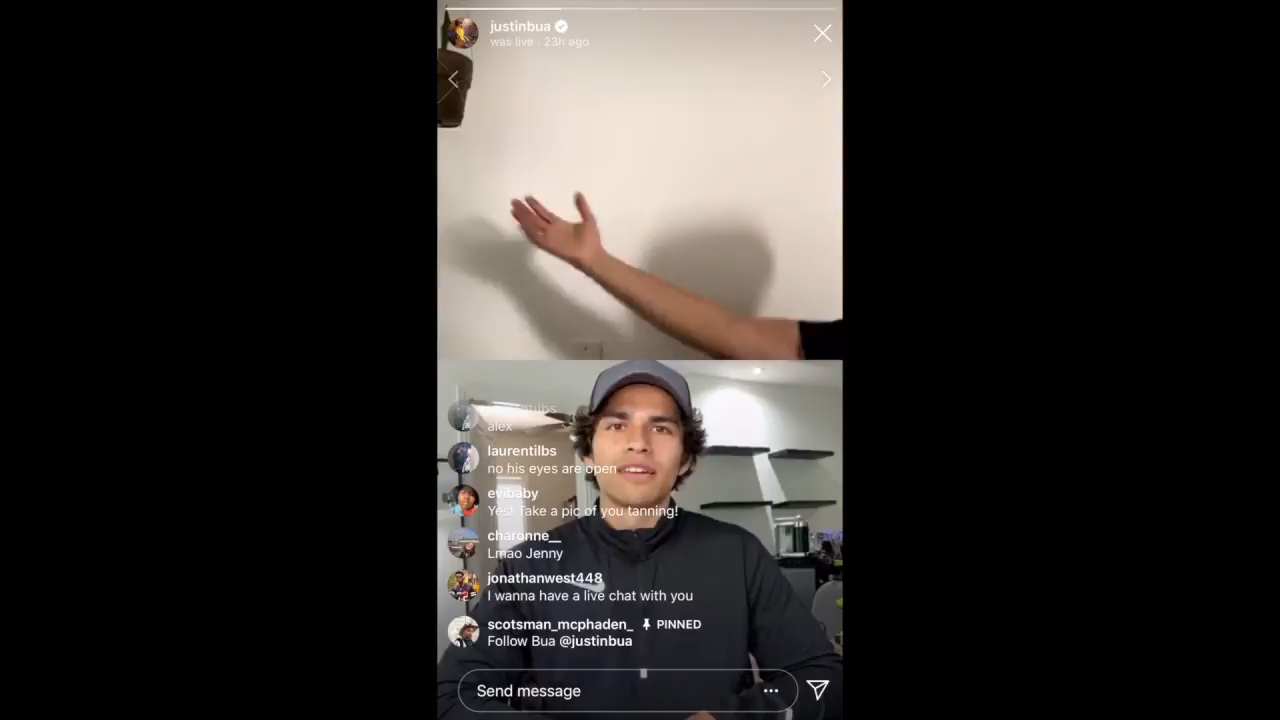 justinbua
was live · 23h ago
alex
laurentilbs
no his eyes are open
evibaby
Yes! Take a pic of you tanning!
charonne__
Lmao Jenny
jonathanwest448
I wanna have a live chat with you
scotsman_mcphaden_ PINNED
Follow Bua @justinbua
Send message